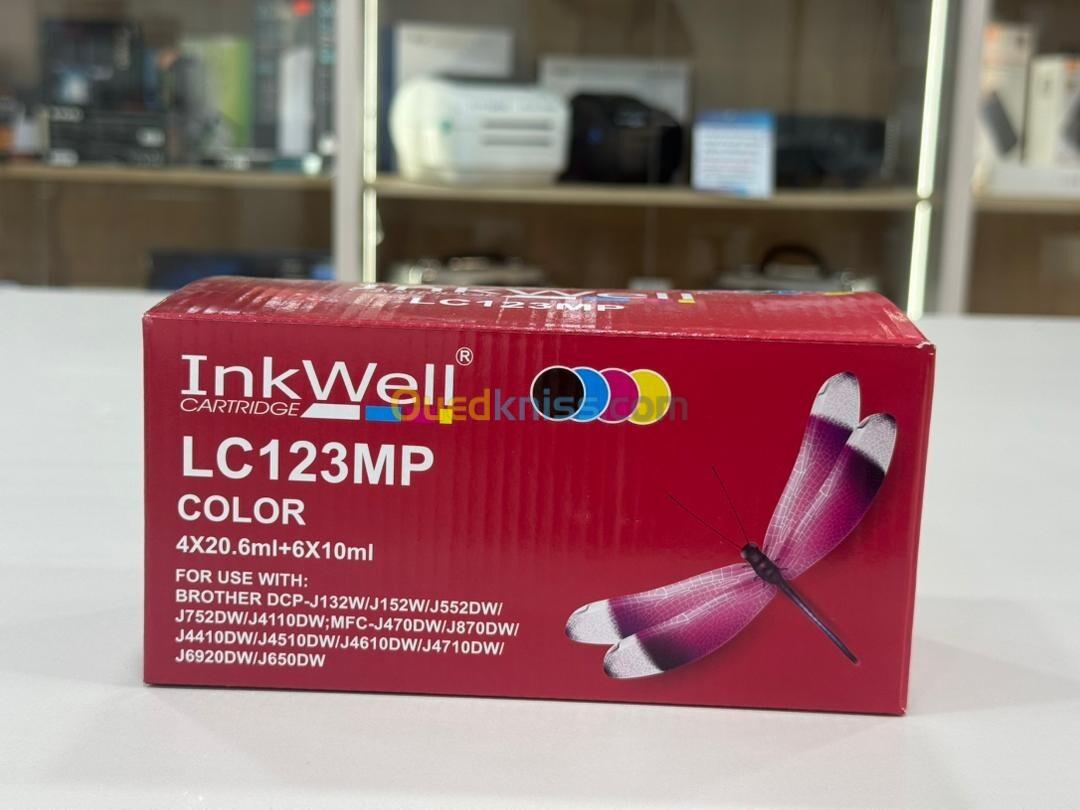 InkWell
LC123MP
InkWell®
CARTRIDGE
Ouedkniss.com
LC123MP
COLOR
4X20.6ml+6X10ml
FOR USE WITH:
BROTHER DCP-J132W/J152W/J552DW/
J752DW/J4110DW;MFC-J470DW/J870DW/
J4410DW/J4510DW/J4610DW/J4710DW/
J6920DW/J650DW